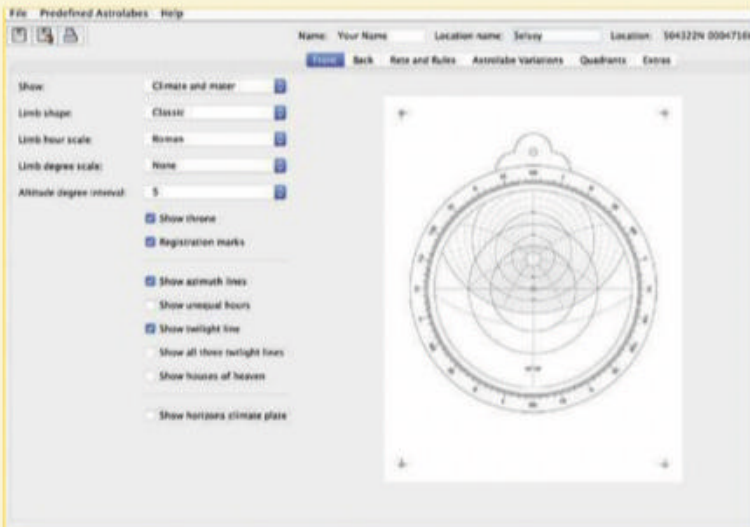 File Predefined Astrolabes Help
Name: Your Name Location name: Selsey Location: 504322N 0004718W
Front Back Rete and Rules Astrolabe Variations Quadrants Extras
Show: Climate and mater
Limb shape: Classic
Limb hour scale: Roman
Limb degree scale: None
Altitude degree interval: 5
Show throne
Registration marks
Show azimuth lines
Show unequal hours
Show twilight line
Show all three twilight lines
Show houses of heaven
Show horizons climate plate